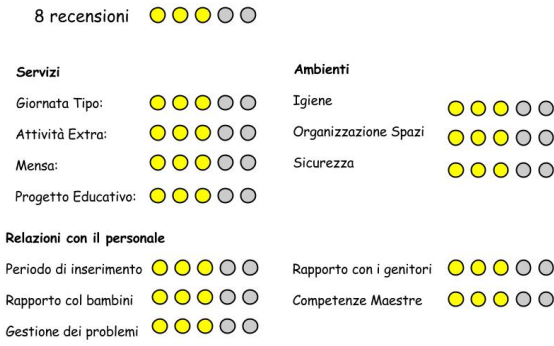 8 recensioni
Servizi
Giornata Tipo:
Attività Extra:
Mensa:
Progetto Educativo:
Ambienti
Igiene
Organizzazione Spazi
Sicurezza
Relazioni con il personale
Periodo di inserimento
Rapporto col bambini
Gestione dei problemi
Rapporto con i genitori
Competenze Maestre